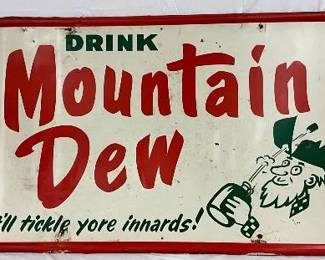 DRINK
Mountain
Dew
'll tickle yore innards!